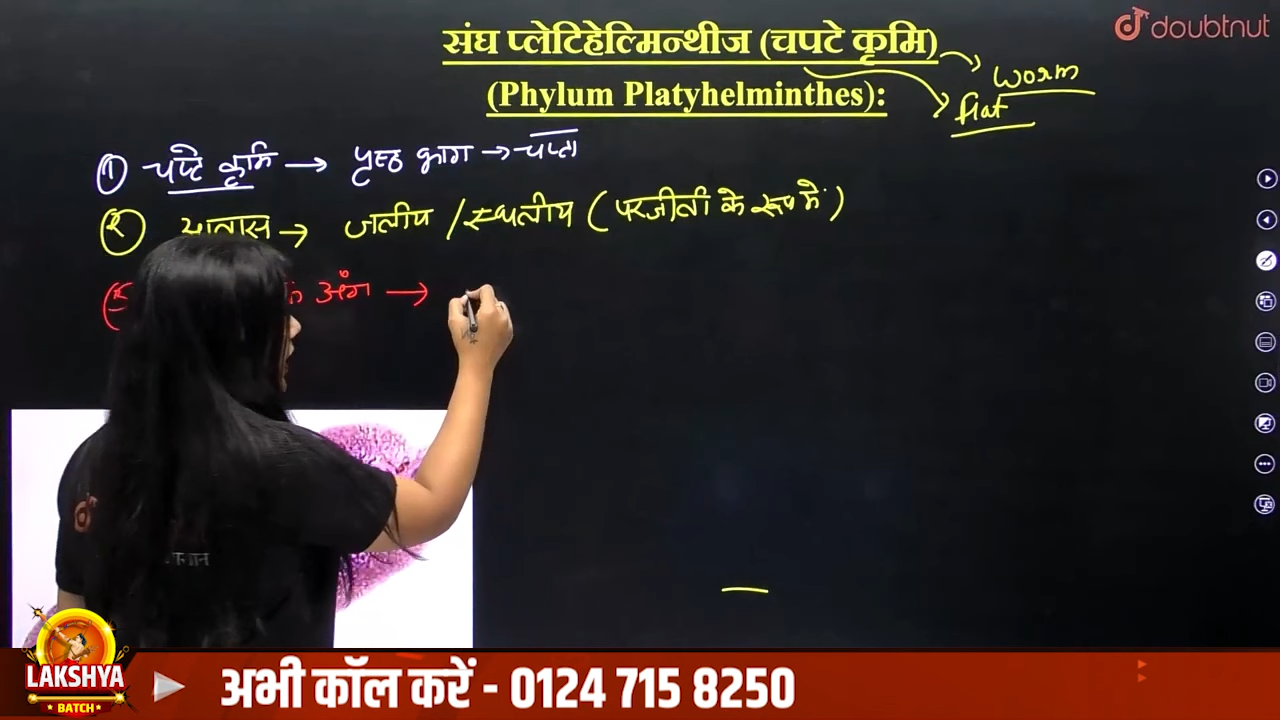 doubtnut
संघ प्लेटिहेल्मिन्थीज (चपटे कृमि)
worm
(Phylum Platyhelminthes):
flat
① चपटे कृमि → पृष्ठ भाग → चपटा
② आवास → जलीय / स्थलीय (परजीवी के रूप में)
अंग →
LAKSHYA
BATCH
अभी कॉल करें - 0124 715 8250